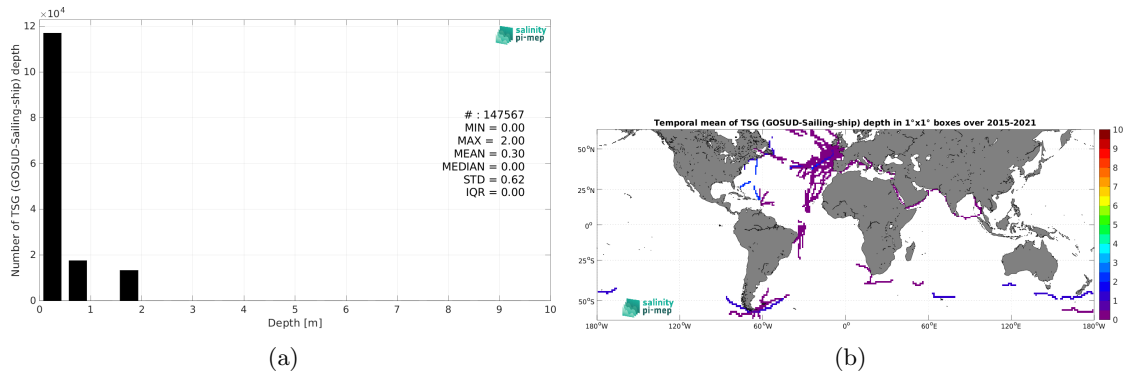 ×10⁴
12
10
8
6
4
2
0
Number of TSG (GOSUD-Sailing-ship) depth
0 1 2 3 4 5 6 7 8 9 10
Depth [m]
salinity
pi-mep
# : 147567
MIN = 0.00
MAX = 2.00
MEAN = 0.30
MEDIAN = 0.00
STD = 0.62
IQR = 0.00
(a)
Temporal mean of TSG (GOSUD-Sailing-ship) depth in 1°x1° boxes over 2015-2021
50°N
25°N
0°
25°S
50°S
180°W 120°W 60°W 0° 60°E 120°E 180°W
salinity
pi-mep
10
9
8
7
6
5
4
3
2
1
0
(b)